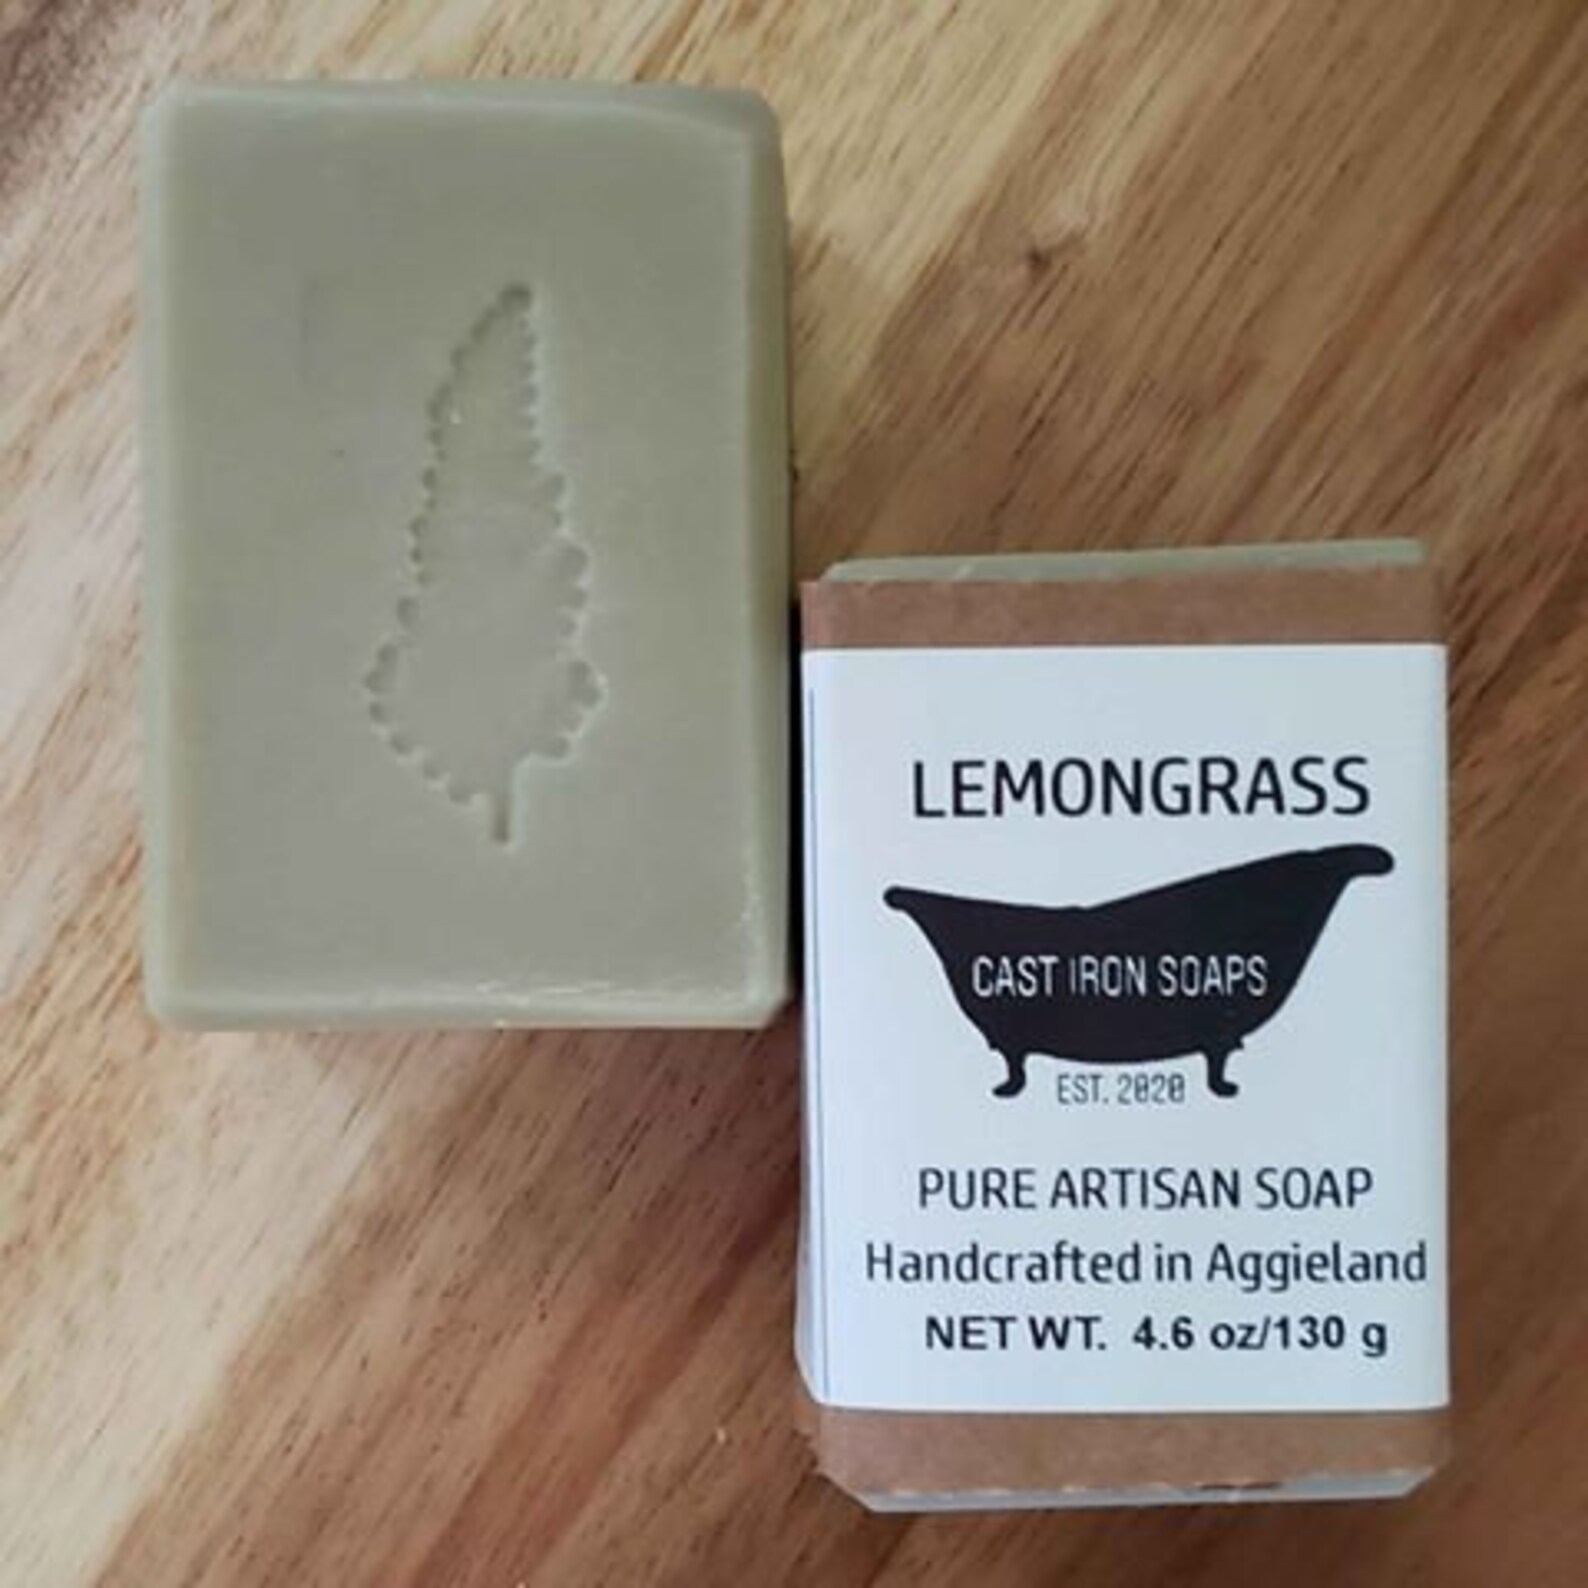 LEMONGRASS
CAST IRON SOAPS
EST. 2020
PURE ARTISAN SOAP
Handcrafted in Aggieland
NET WT. 4.6 oz/130 g